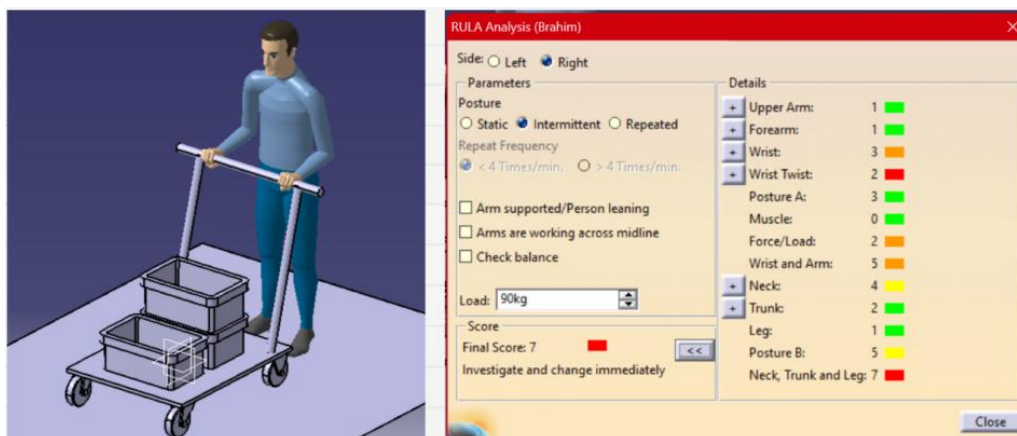 RULA Analysis (Brahim)
Side: Left Right
Parameters
Posture
Static Intermittent Repeated
Repeat Frequency
< 4 Times/min. > 4 Times/min.
Arm supported/Person leaning
Arms are working across midline
Check balance
Load: 90kg
Score
Final Score: 7
<<
Investigate and change immediately
Details
+ Upper Arm: 1
+ Forearm: 1
+ Wrist: 3
+ Wrist Twist: 2
Posture A: 3
Muscle: 0
Force/Load: 2
Wrist and Arm: 5
+ Neck: 4
+ Trunk: 2
Leg: 1
Posture B: 5
Neck, Trunk and Leg: 7
Close